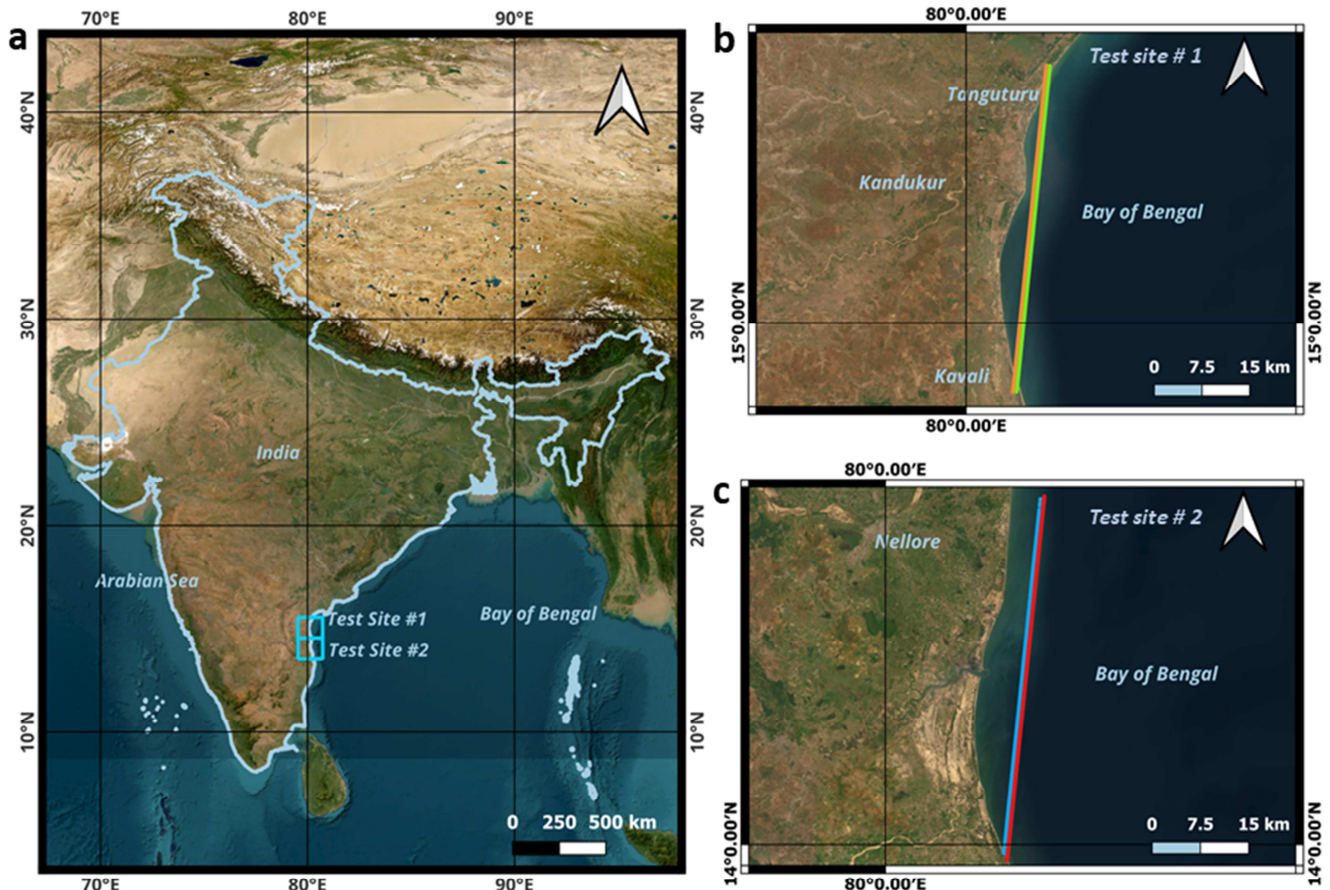 a
70°E 80°E 90°E
40°N
40°N
30°N
30°N
India
20°N
20°N
Arabian Sea
Test Site #1
Bay of Bengal
Test Site #2
10°N
10°N
0 250 500 km
70°E 80°E 90°E
b
80°0.00′E
Test site # 1
Tanguturu
Kandukur
Bay of Bengal
15°0.00′N
15°0.00′N
Kavali
0 7.5 15 km
80°0.00′E
c
80°0.00′E
Test site # 2
Nellore
Bay of Bengal
14°0.00′N
14°0.00′N
0 7.5 15 km
80°0.00′E